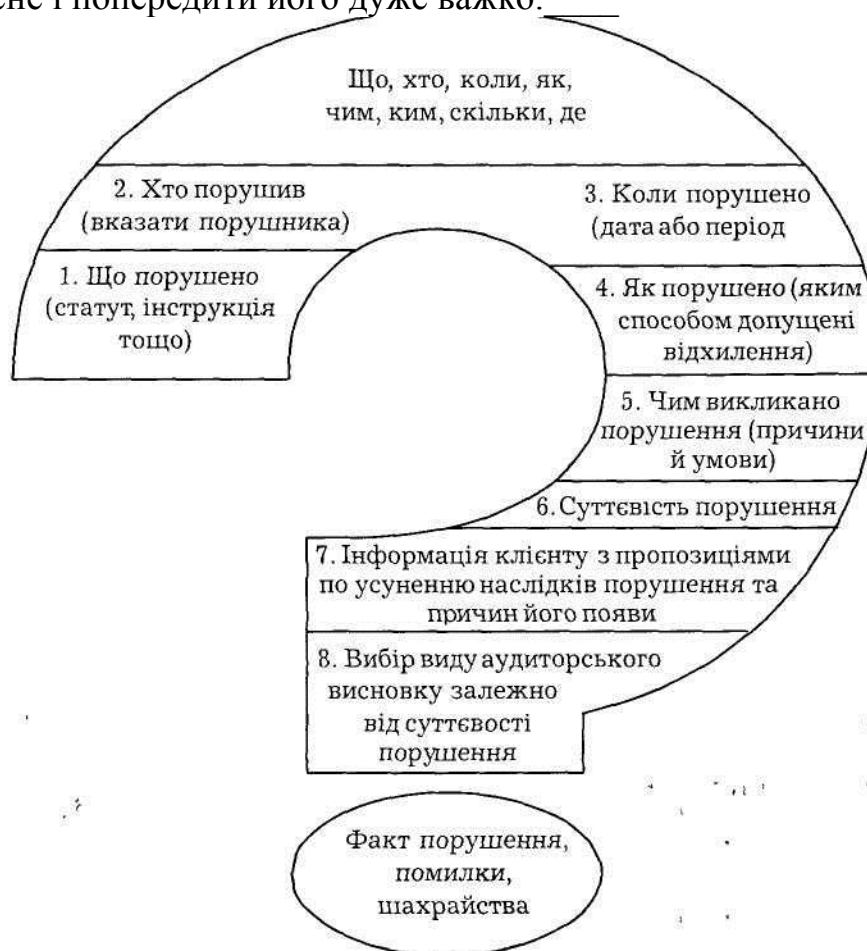 ене і попередити його дуже важко.
Що, хто, коли, як,
чим, ким, скільки, де
2. Хто порушив
(вказати порушника)
3. Коли порушено
(дата або період
1. Що порушено
(статут, інструкція
тощо)
4. Як порушено (яким
способом допущені
відхилення)
5. Чим викликано
порушення (причини
й умови)
6. Суттєвість порушення
7. Інформація клієнту з пропозиціями
по усуненню наслідків порушення та
причин його появи
8. Вибір виду аудиторського
висновку залежно
від суттєвості
порушення
Факт порушення,
помилки,
шахрайства